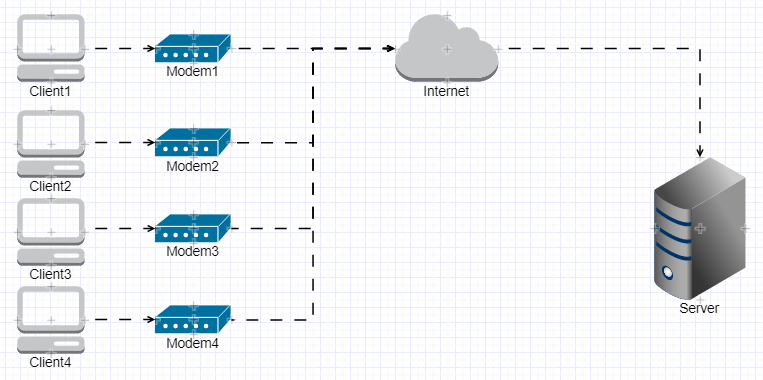 Client1
Modem1
Internet
Client2
Modem2
Client3
Modem3
Server
Client4
Modem4